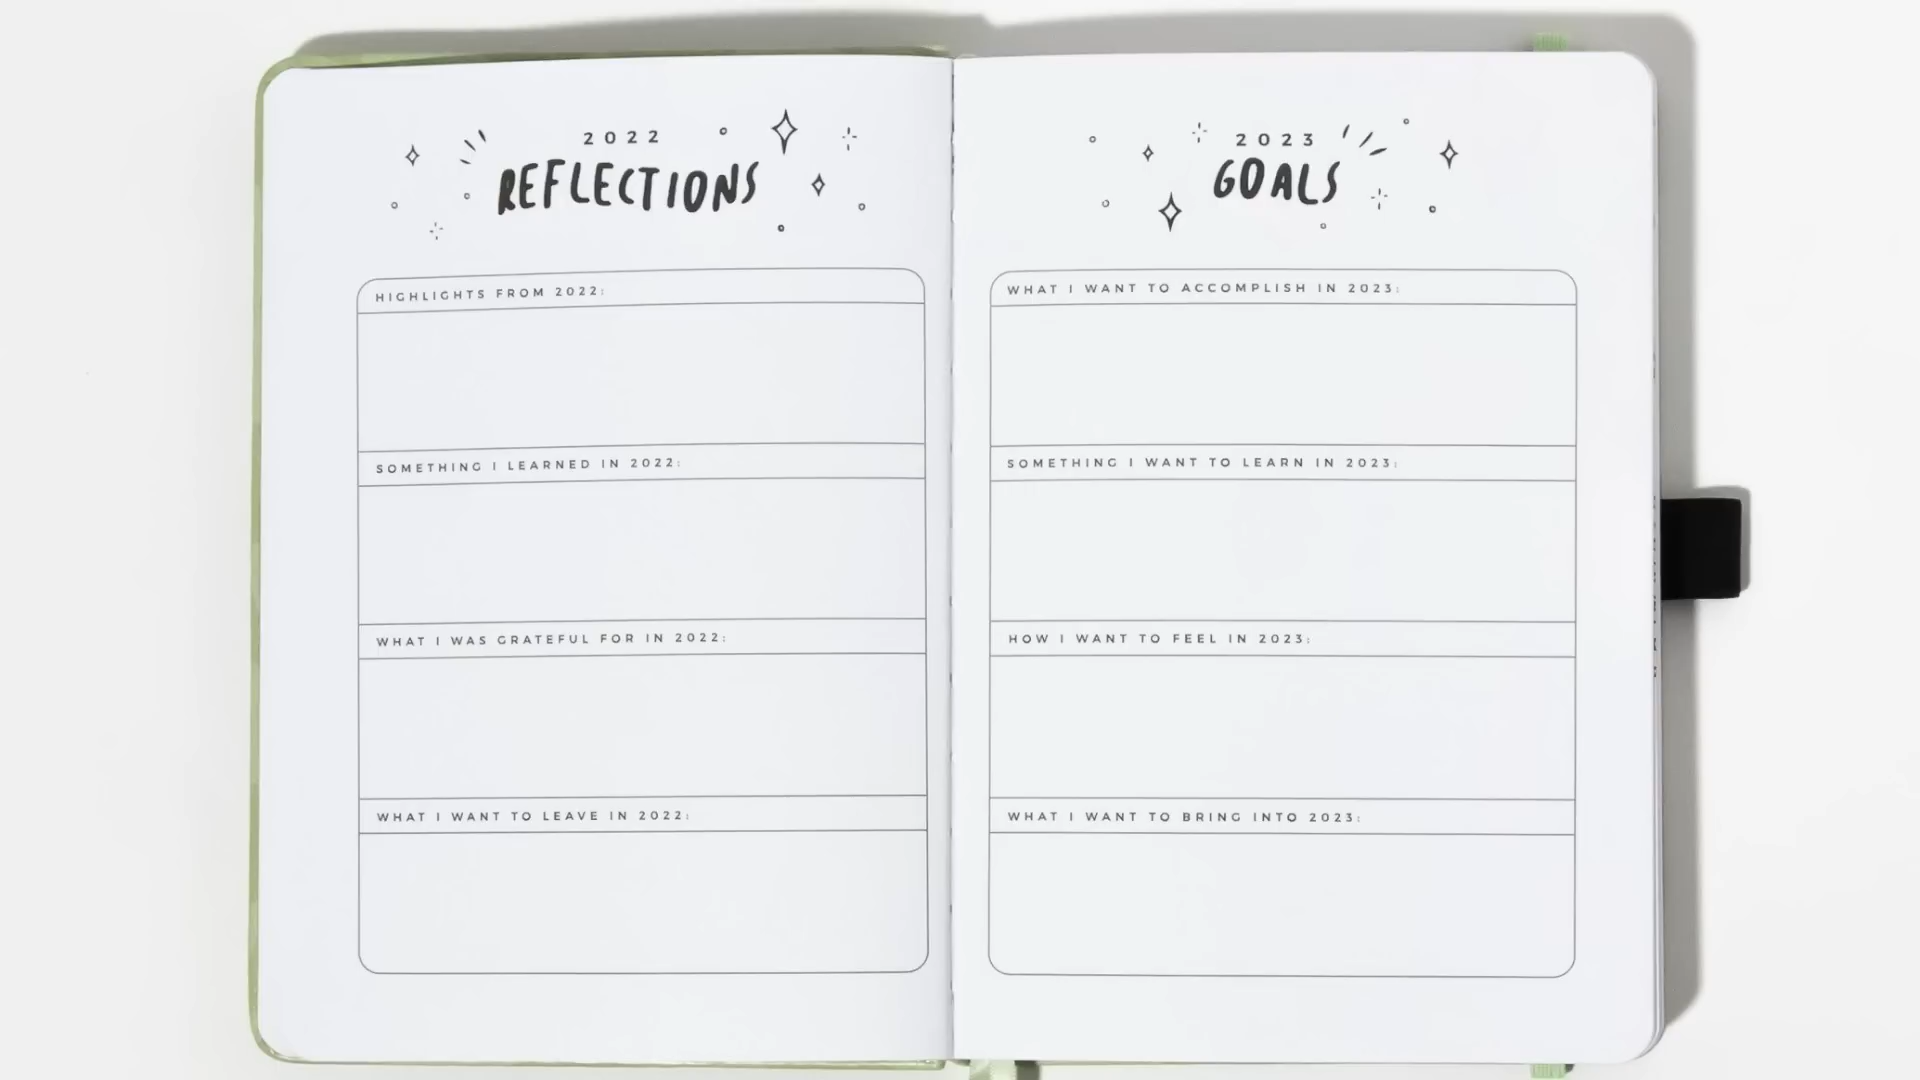 2022
REFLECTIONS
HIGHLIGHTS FROM 2022:
SOMETHING I LEARNED IN 2022:
WHAT I WAS GRATEFUL FOR IN 2022:
WHAT I WANT TO LEAVE IN 2022:
2023
GOALS
WHAT I WANT TO ACCOMPLISH IN 2023:
SOMETHING I WANT TO LEARN IN 2023:
HOW I WANT TO FEEL IN 2023:
WHAT I WANT TO BRING INTO 2023: